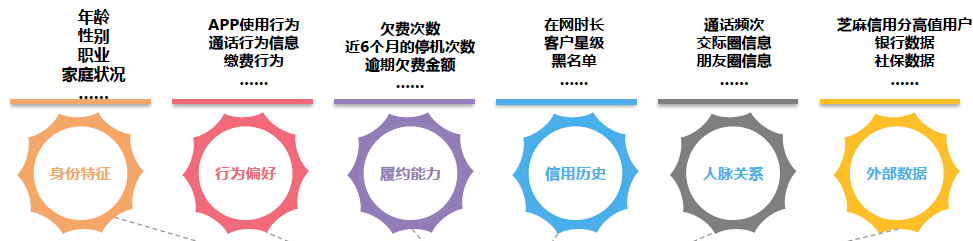 年龄
性别
职业
家庭状况
……
APP使用行为
通话行为信息
缴费行为
……
欠费次数
近6个月的停机次数
逾期欠费金额
……
在网时长
客户星级
黑名单
……
通话频次
交际圈信息
朋友圈信息
……
芝麻信用分高值用户
银行数据
社保数据
……
身份特征
行为偏好
履约能力
信用历史
人脉关系
外部数据